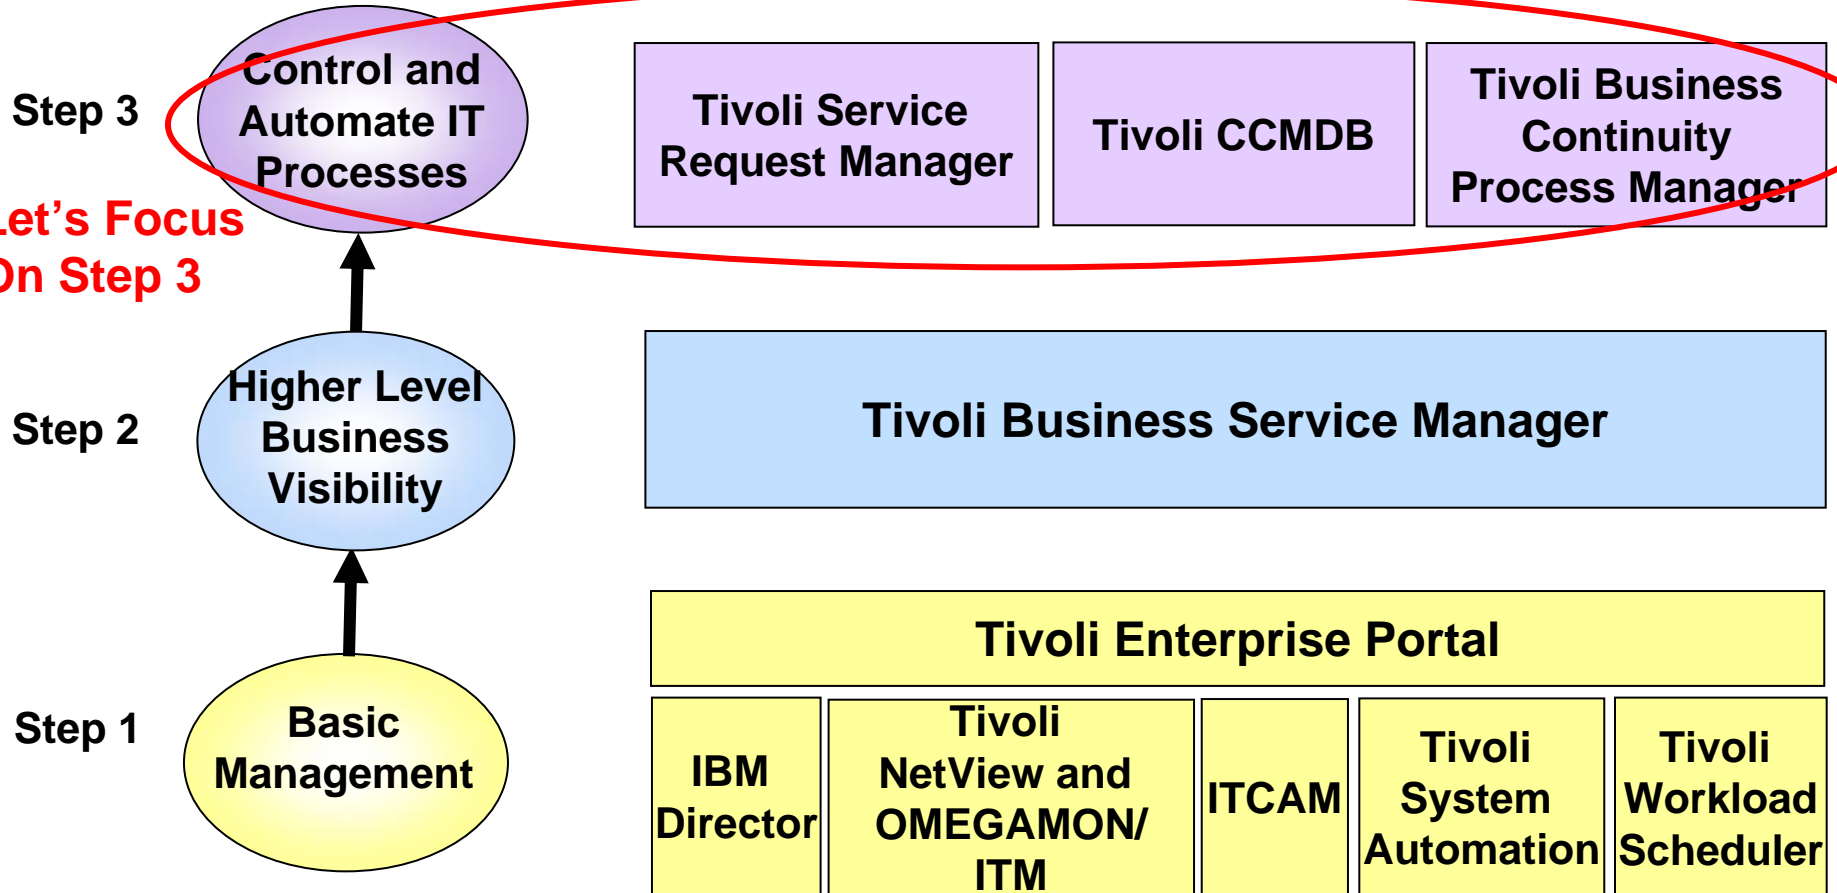 Step 3
Control and
Automate IT
Processes
Tivoli Service
Request Manager
Tivoli CCMDB
Tivoli Business
Continuity
Process Manager
Let’s Focus
On Step 3
Step 2
Higher Level
Business
Visibility
Tivoli Business Service Manager
Step 1
Basic
Management
Tivoli Enterprise Portal
IBM
Director
Tivoli
NetView and
OMEGAMON/
ITM
ITCAM
Tivoli
System
Automation
Tivoli
Workload
Scheduler